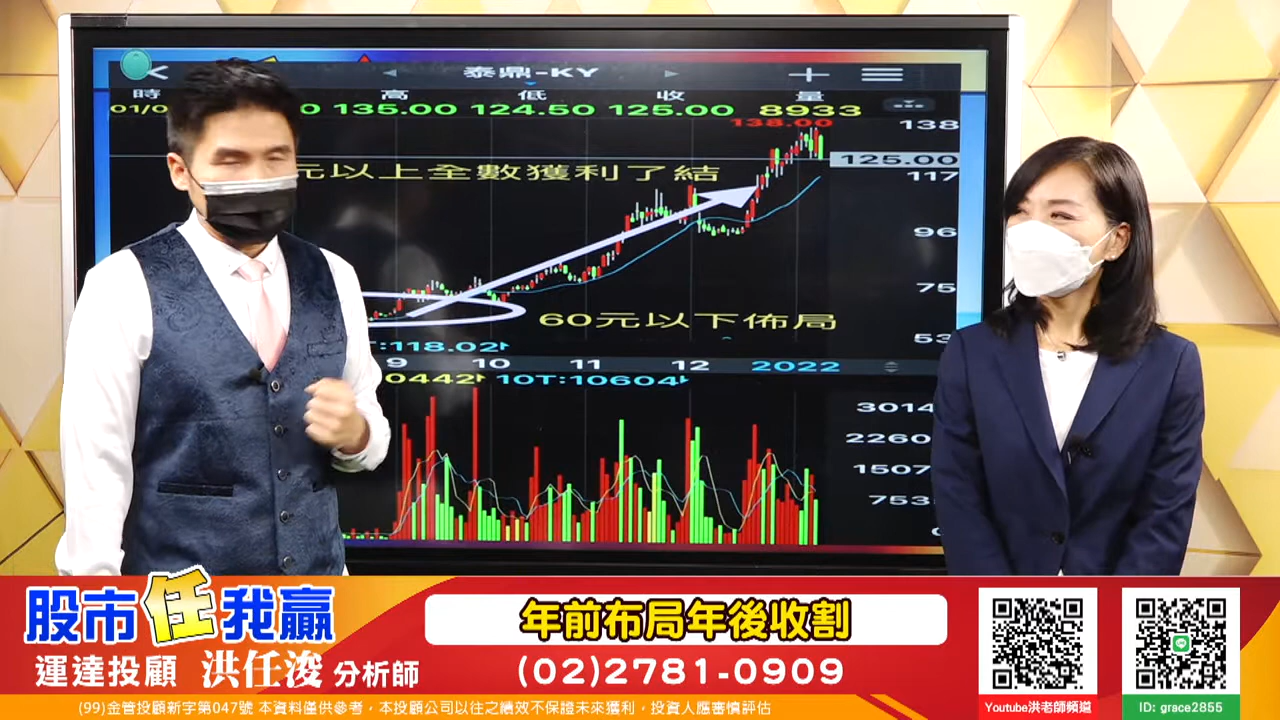 泰鼎-KY
時 高 低 收 量
01/0 0 135.00 124.50 125.00 8933
138.00
138
125.00
117
元以上全數獲利了結
96
75
60元以下佈局
53
T:118.02
9 10 11 12 2022
0442 10T:10604
3014
2260
1507
753
0
股市任我贏
運達投顧 洪任浚 分析師
年前布局年後收割
(02)2781-0909
Youtube洪老師頻道
ID: grace2855
(99)金管投顧新字第047號 本資料僅供參考，本投顧公司以往之績效不保證未來獲利，投資人應審慎評估